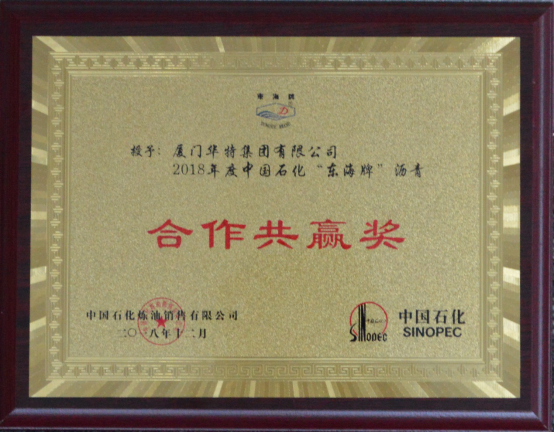 东海牌
授予：厦门华特集团有限公司
2018年度中国石化“东海牌”沥青
合作共赢奖
中国石化炼油销售有限公司
二〇一八年十二月
SINOPEC
中国石化
SINOPEC